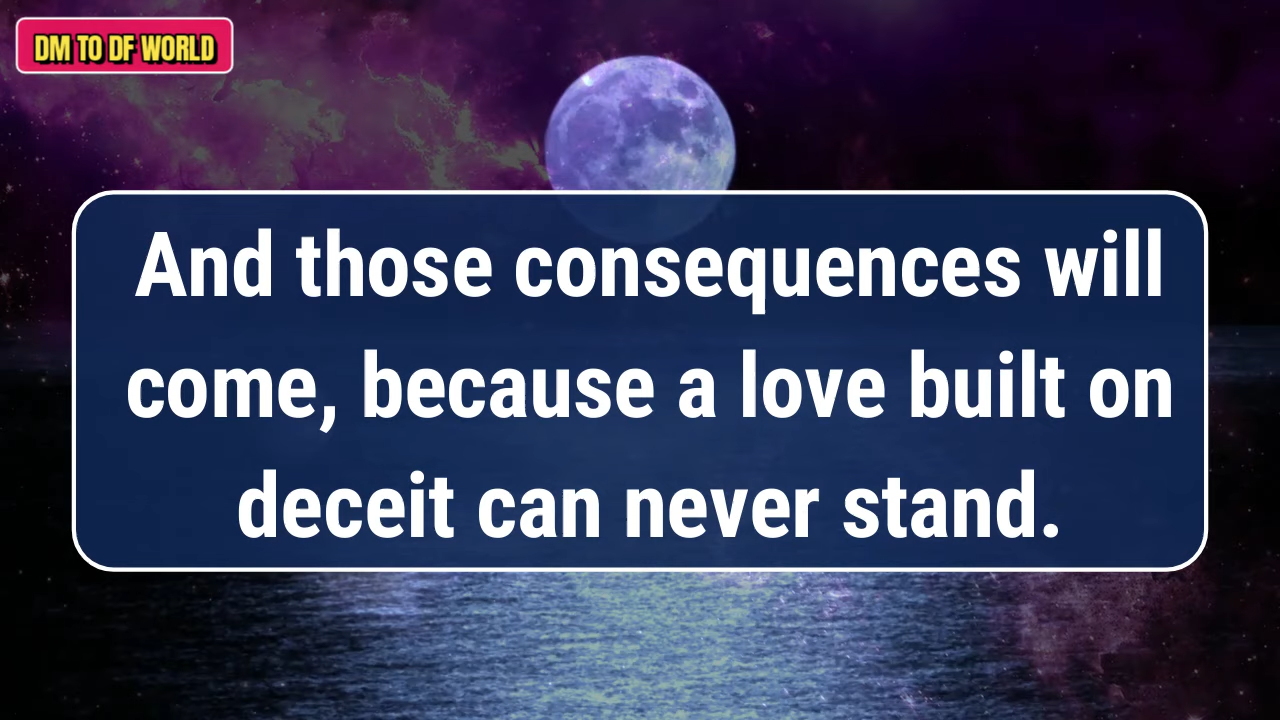 DM TO DF WORLD
And those consequences will
come, because a love built on
deceit can never stand.